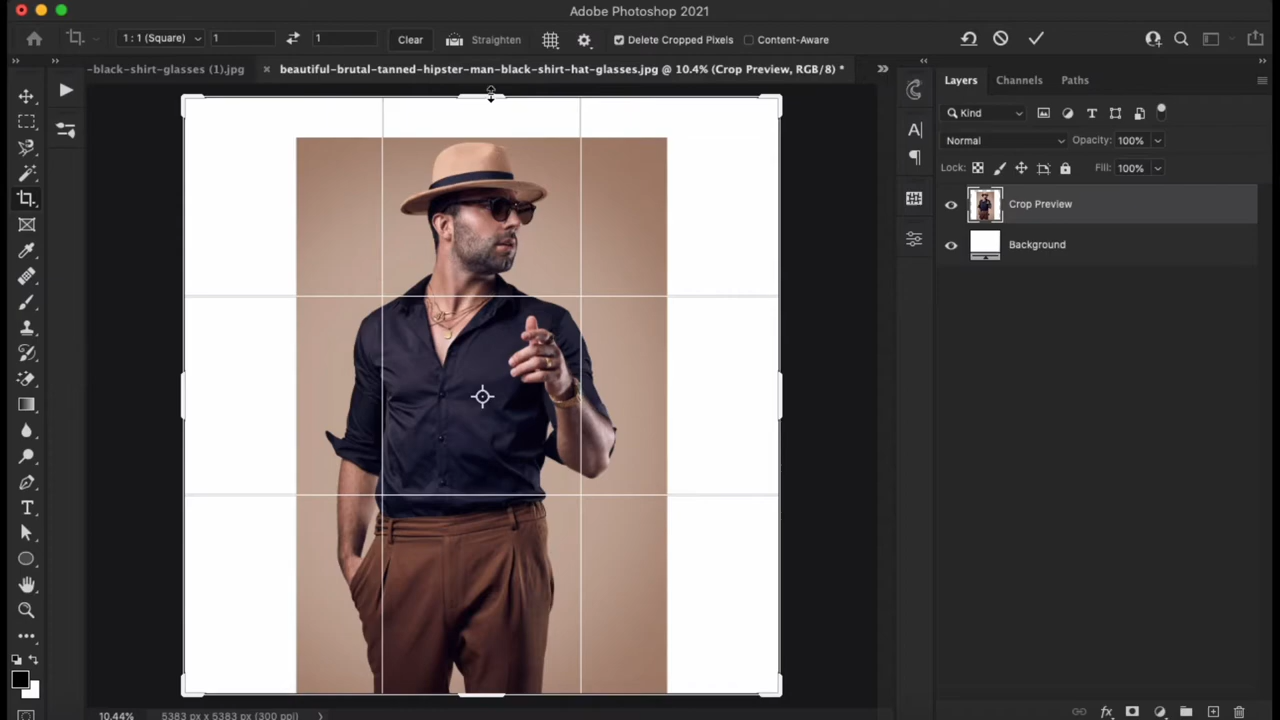 Adobe Photoshop 2021
1 : 1 (Square) 1 1 Clear Straighten Delete Cropped Pixels Content-Aware
-black-shirt-glasses (1).jpg × beautiful-brutal-tanned-hipster-man-black-shirt-hat-glasses.jpg @ 10.4% (Crop Preview, RGB/8) *
Layers Channels Paths
Kind
Normal Opacity: 100%
Lock: Fill: 100%
Crop Preview
Background
10.44% 5383 px x 5383 px (300 ppi)